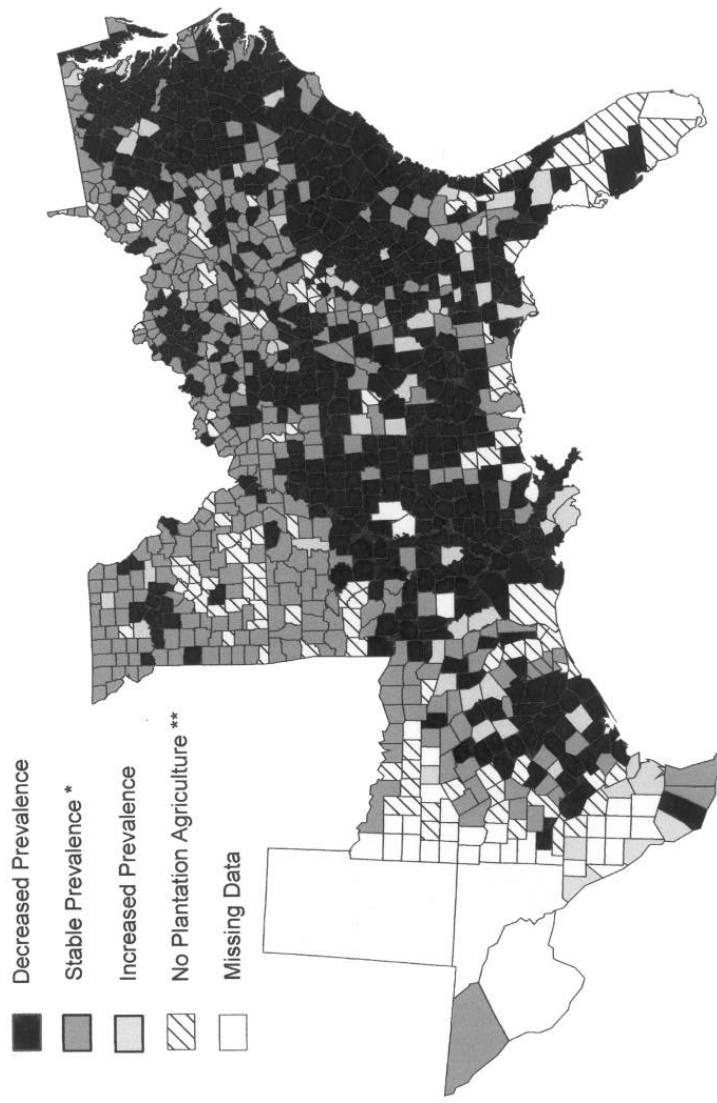 Decreased Prevalence
Stable Prevalence *
Increased Prevalence
No Plantation Agriculture **
Missing Data